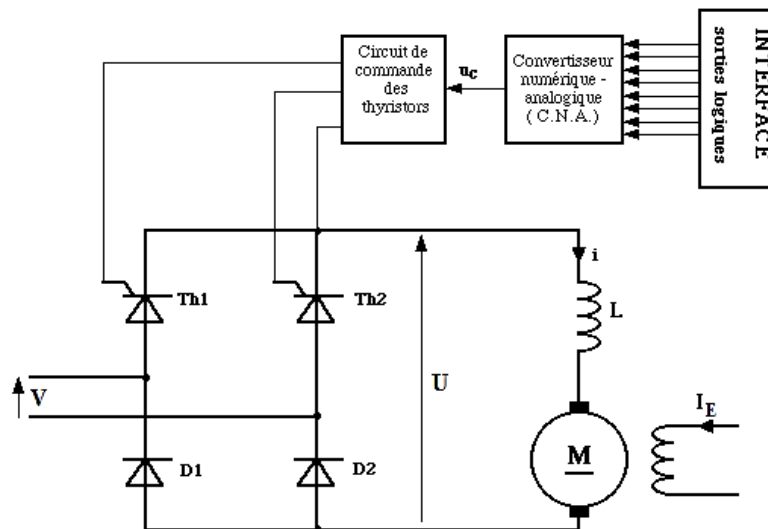 Circuit de
commande
des
thyristors
uC
Convertisseur
numérique -
analogique
( C.N.A.)
INTERFACE
sorties logiques
Th1
Th2
i
L
V
U
IE
M
D1
D2